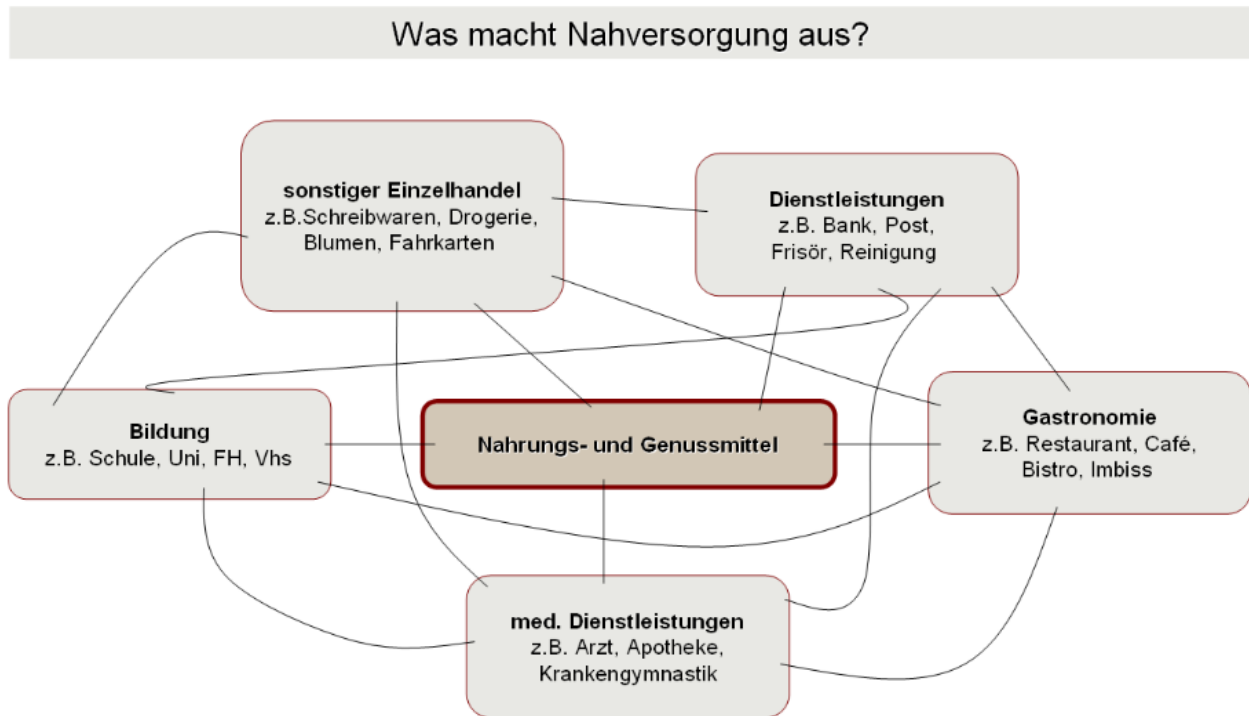 Was macht Nahversorgung aus?
sonstiger Einzelhandel
z.B.Schreibwaren, Drogerie,
Blumen, Fahrkarten
Dienstleistungen
z.B. Bank, Post,
Frisör, Reinigung
Bildung
z.B. Schule, Uni, FH, Vhs
Nahrungs- und Genussmittel
Gastronomie
z.B. Restaurant, Café,
Bistro, Imbiss
med. Dienstleistungen
z.B. Arzt, Apotheke,
Krankengymnastik